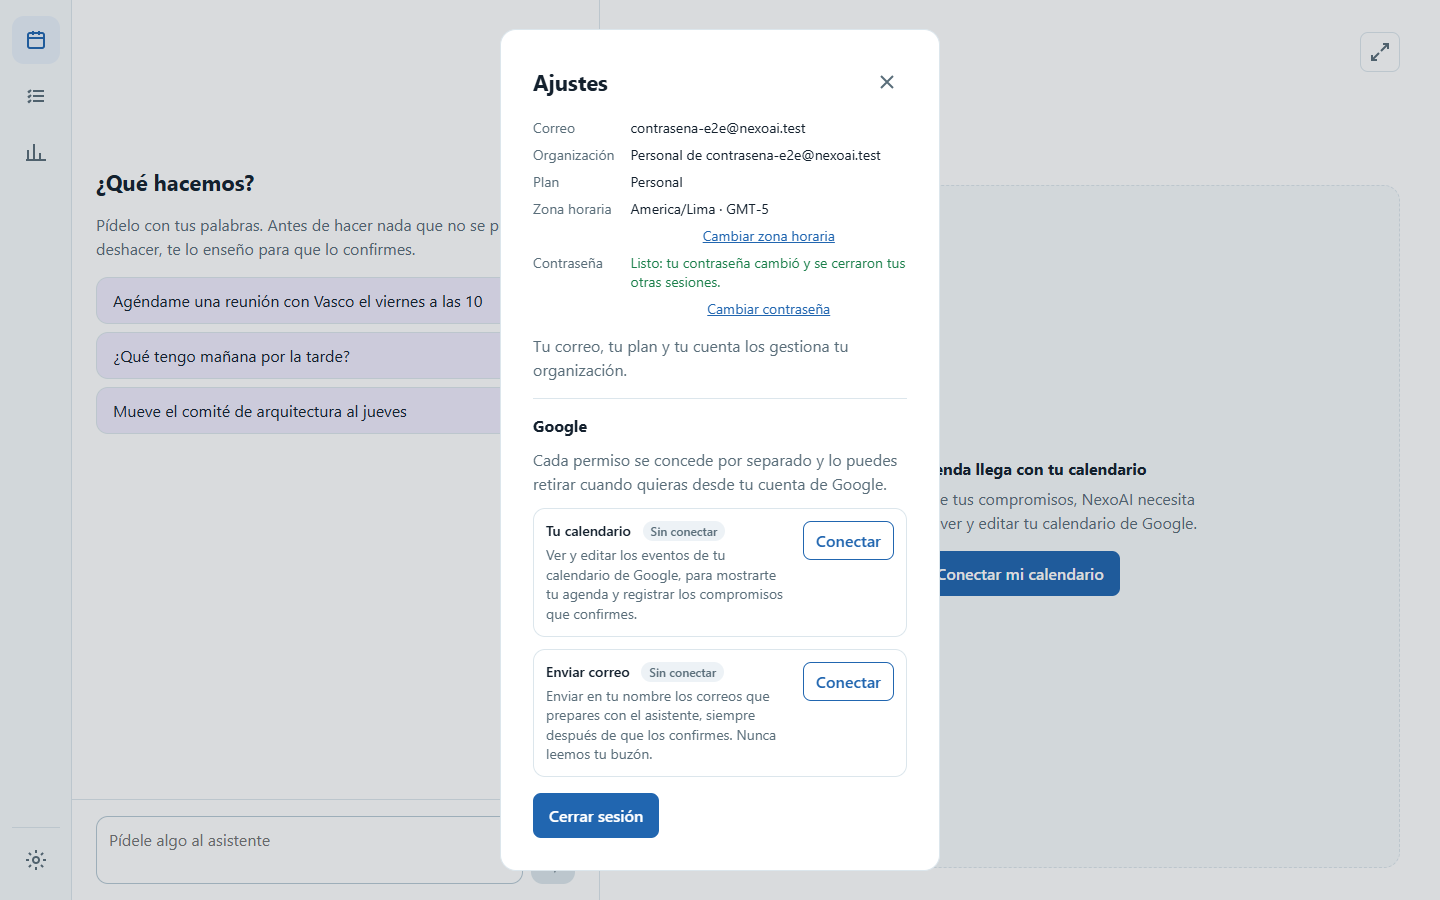 ¿Qué hacemos?
Pídelo con tus palabras. Antes de hacer nada que no se p
deshacer, te lo enseño para que lo confirmes.
Agéndame una reunión con Vasco el viernes a las 10
¿Qué tengo mañana por la tarde?
Mueve el comité de arquitectura al jueves
Pídele algo al asistente
Ajustes
Correo contrasena-e2e@nexoai.test
Organización Personal de contrasena-e2e@nexoai.test
Plan Personal
Zona horaria America/Lima · GMT-5
Cambiar zona horaria
Contraseña Listo: tu contraseña cambió y se cerraron tus
otras sesiones.
Cambiar contraseña
Tu correo, tu plan y tu cuenta los gestiona tu
organización.
Google
Cada permiso se concede por separado y lo puedes
retirar cuando quieras desde tu cuenta de Google.
Tu calendario Sin conectar Conectar
Ver y editar los eventos de tu
calendario de Google, para mostrarte
tu agenda y registrar los compromisos
que confirmes.
Enviar correo Sin conectar Conectar
Enviar en tu nombre los correos que
prepares con el asistente, siempre
después de que los confirmes. Nunca
leemos tu buzón.
Cerrar sesión
enda llega con tu calendario
e tus compromisos, NexoAI necesita
ver y editar tu calendario de Google.
Conectar mi calendario